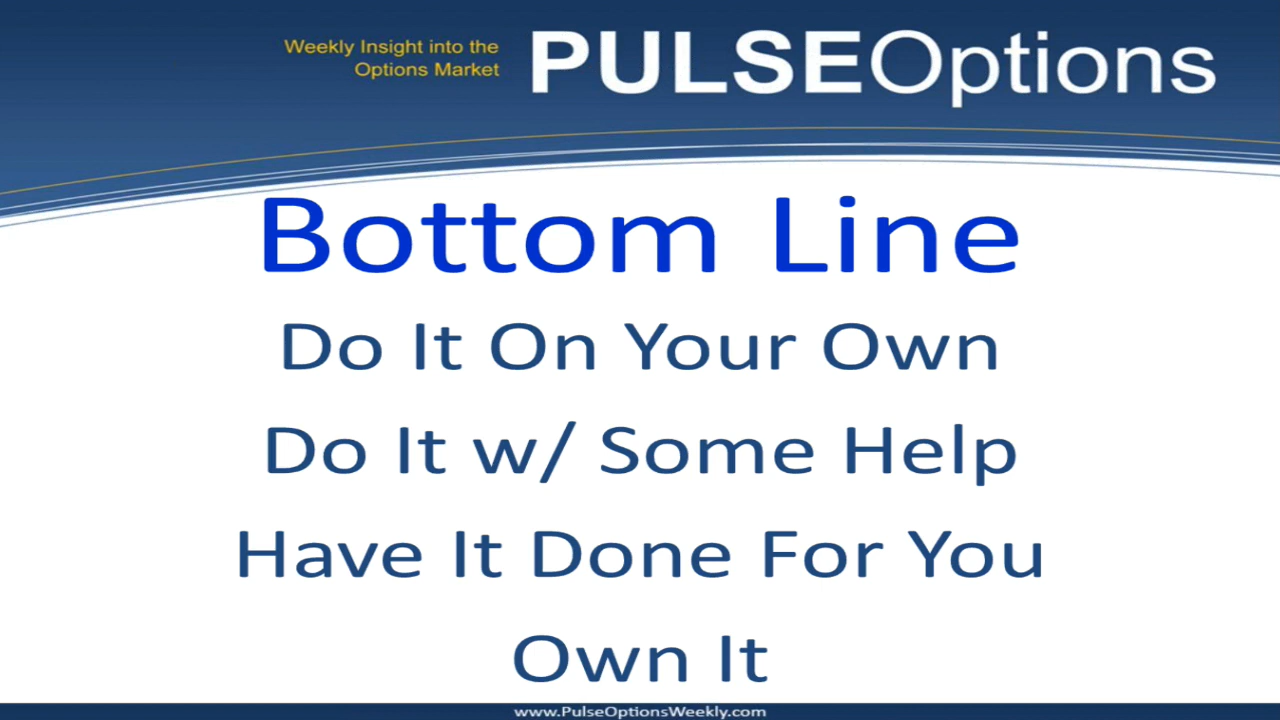 Weekly Insight into the
Options Market
PULSEOptions
Bottom Line
Do It On Your Own
Do It w/ Some Help
Have It Done For You
Own It
www.PulseOptionsWeekly.com